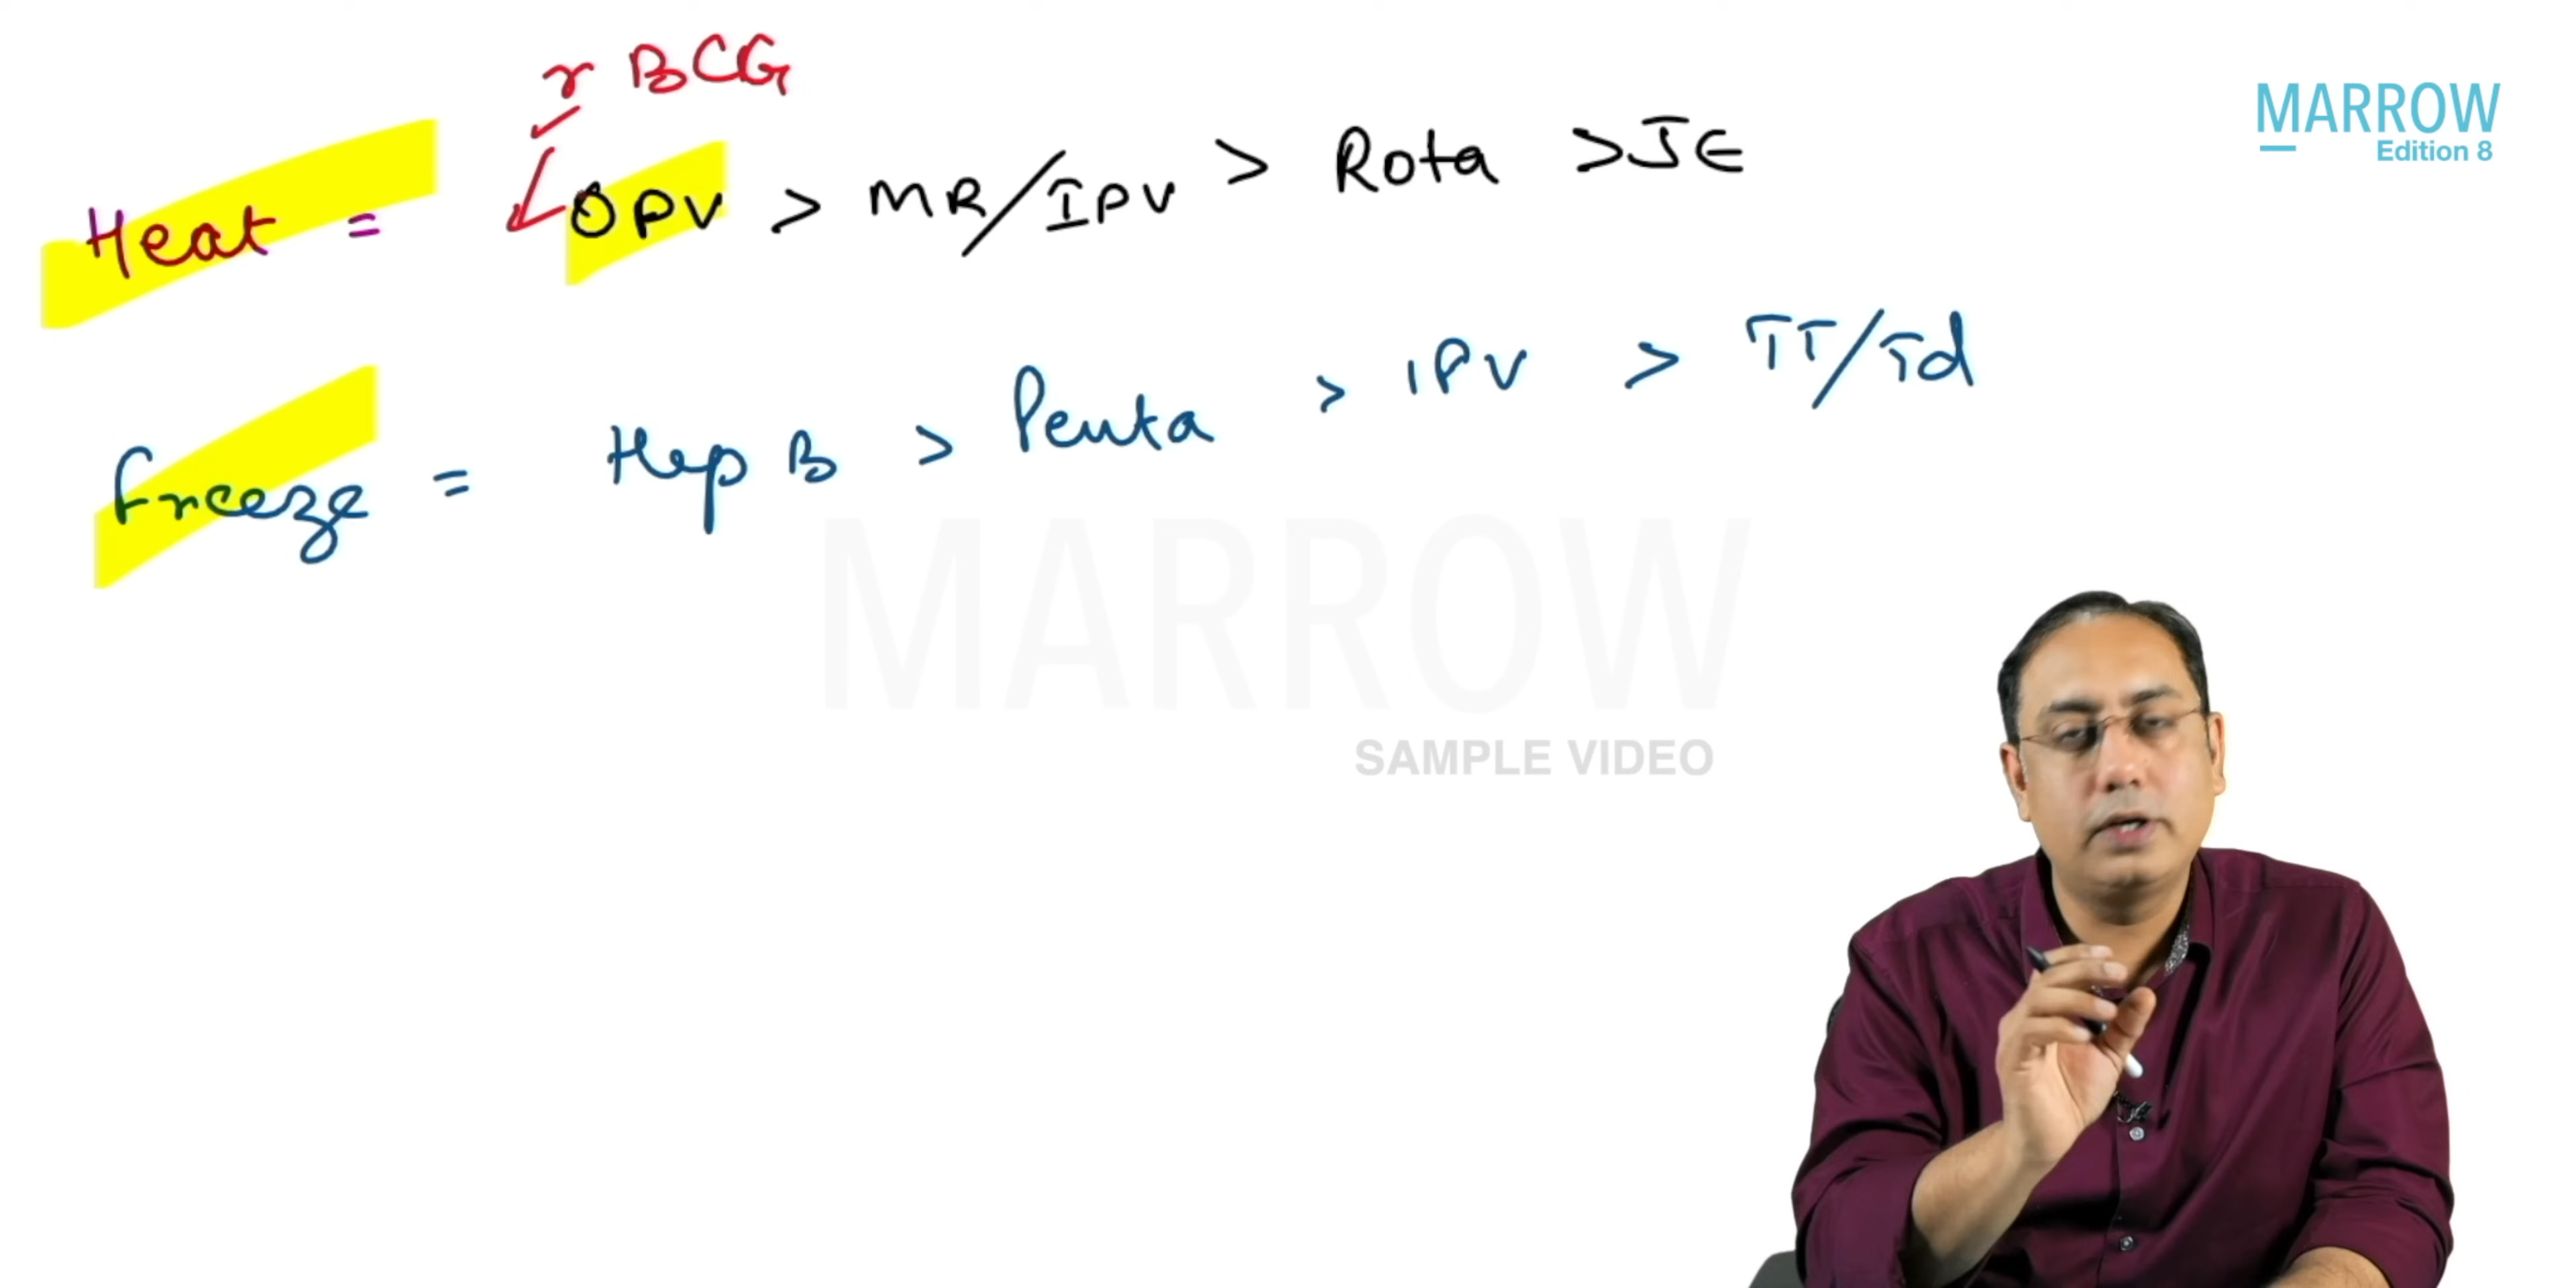 r BCG
MARROW
Edition 8
Heat = OPV > MR/IPV > Rota > JE
freeze = Hep B > Penta > IPV > TT/Td
MARROW
SAMPLE VIDEO